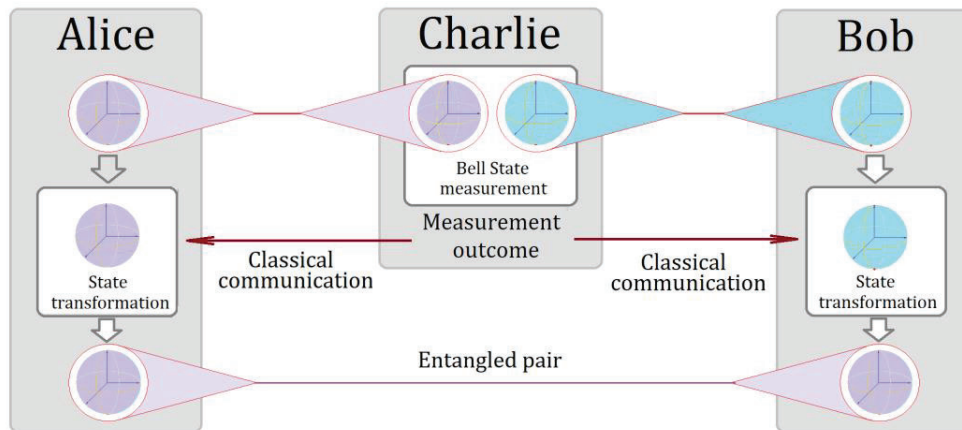 Alice
Charlie
Bob
Bell State
measurement
Measurement
outcome
Classical
communication
Classical
communication
State
transformation
State
transformation
Entangled pair